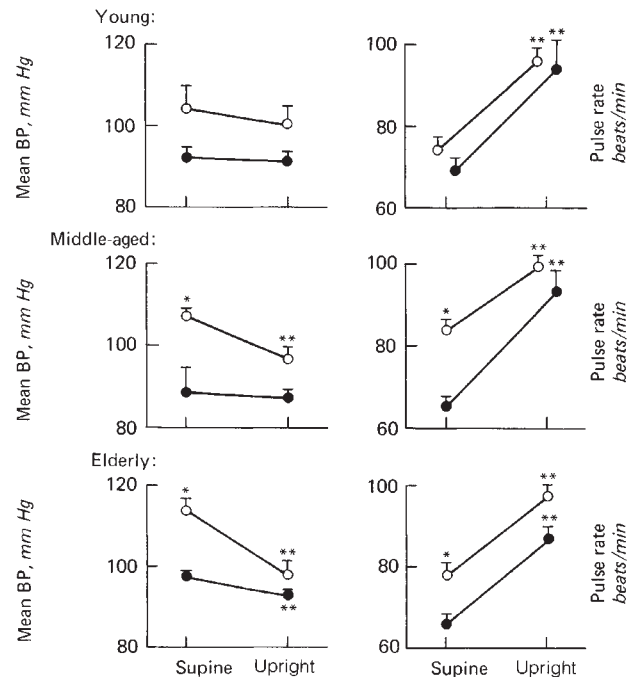 Young:
120
100
80
Mean BP, mm Hg
100
80
60
** **
Pulse rate
beats/min
Middle-aged:
120
100
80
Mean BP, mm Hg
*
**
100
80
60
*
**
**
Pulse rate
beats/min
Elderly:
120
100
80
Mean BP, mm Hg
*
**
**
Supine Upright
100
80
60
*
**
**
Pulse rate
beats/min
Supine Upright